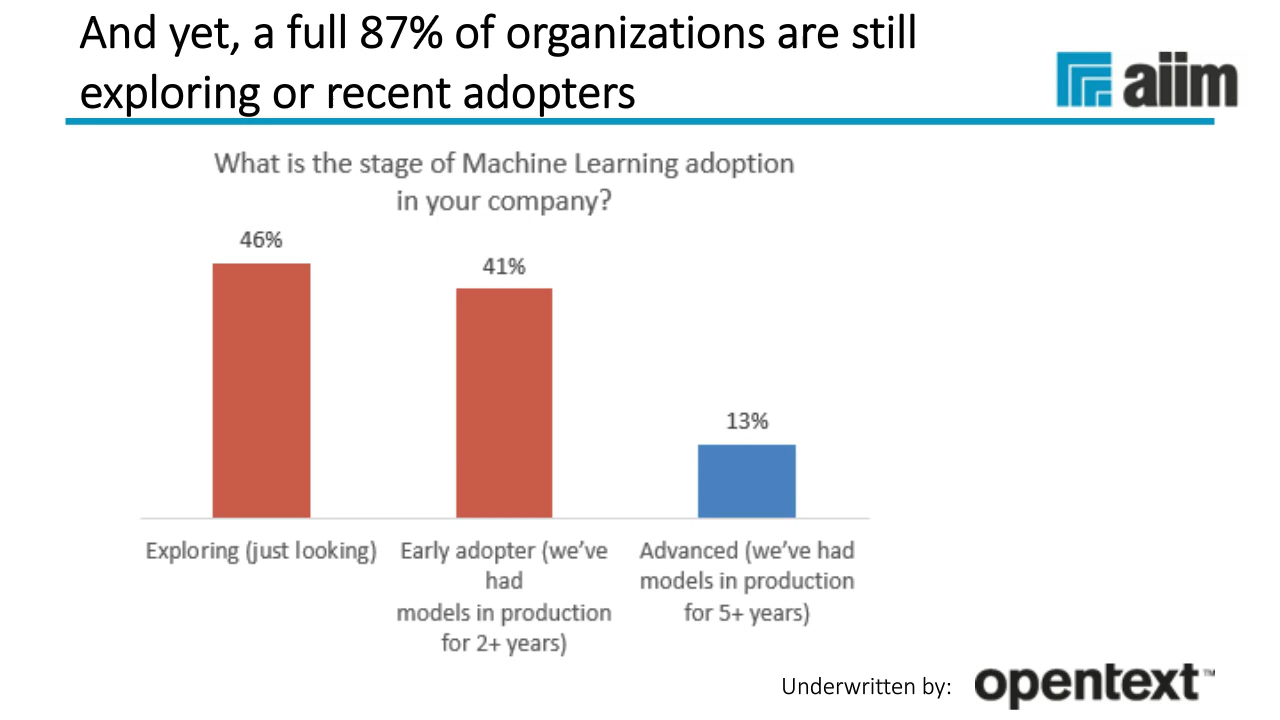 And yet, a full 87% of organizations are still
exploring or recent adopters
aiim
What is the stage of Machine Learning adoption
in your company?
46%
41%
13%
Exploring (just looking)
Early adopter (we've
had
models in production
for 2+ years)
Advanced (we've had
models in production
for 5+ years)
Underwritten by:
opentext™